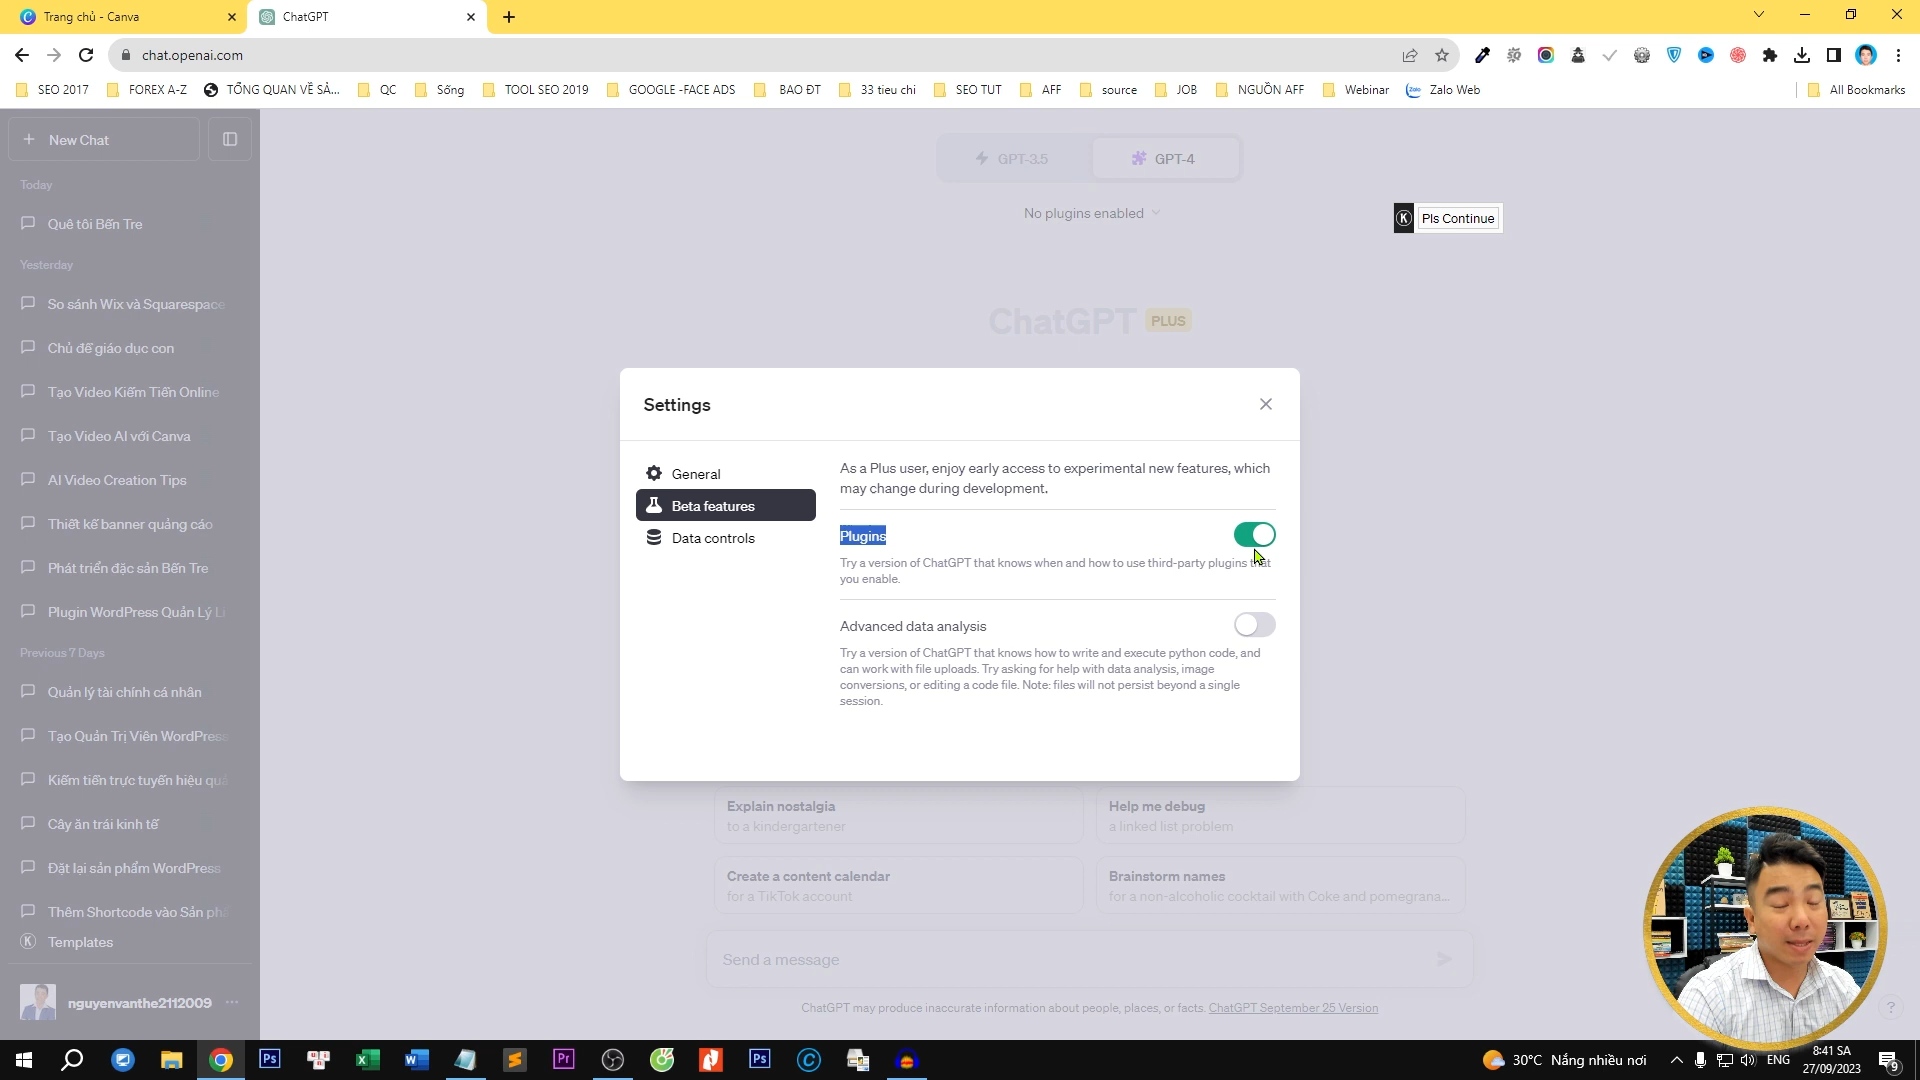 Trang chủ - Canva
ChatGPT
chat.openai.com
SEO 2017
FOREX A-Z
TỔNG QUAN VỀ SẢ...
QC
Sống
TOOL SEO 2019
GOOGLE -FACE ADS
BAO ĐT
33 tieu chi
SEO TUT
AFF
source
JOB
NGUỒN AFF
Webinar
Zalo Web
All Bookmarks
New Chat
Today
Quê tôi Bến Tre
Yesterday
So sánh Wix và Squarespace
Chủ đề giáo dục con
Tạo Video Kiếm Tiền Online
Tạo Video AI với Canva
AI Video Creation Tips
Thiết kế banner quảng cáo
Phát triển đặc sản Bến Tre
Plugin WordPress Quản Lý Li
Previous 7 Days
Quản lý tài chính cá nhân
Tạo Quản Trị Viên WordPress
Kiếm tiền trực tuyến hiệu quả
Cây ăn trái kinh tế
Đặt lại sản phẩm WordPress
Thêm Shortcode vào Sản phẩ
Templates
nguyenvanthe2112009
GPT-3.5
GPT-4
No plugins enabled
Pls Continue
ChatGPT PLUS
Settings
General
Beta features
Data controls
As a Plus user, enjoy early access to experimental new features, which
may change during development.
Plugins
Try a version of ChatGPT that knows when and how to use third-party plugins that
you enable.
Advanced data analysis
Try a version of ChatGPT that knows how to write and execute python code, and
can work with file uploads. Try asking for help with data analysis, image
conversions, or editing a code file. Note: files will not persist beyond a single
session.
Explain nostalgia
to a kindergartener
Help me debug
a linked list problem
Create a content calendar
for a TikTok account
Brainstorm names
for a non-alcoholic cocktail with Coke and pomegrana...
Send a message
ChatGPT may produce inaccurate information about people, places, or facts. ChatGPT September 25 Version
?
30°C Nắng nhiều nơi
ENG
8:41 SA
27/09/2023
9